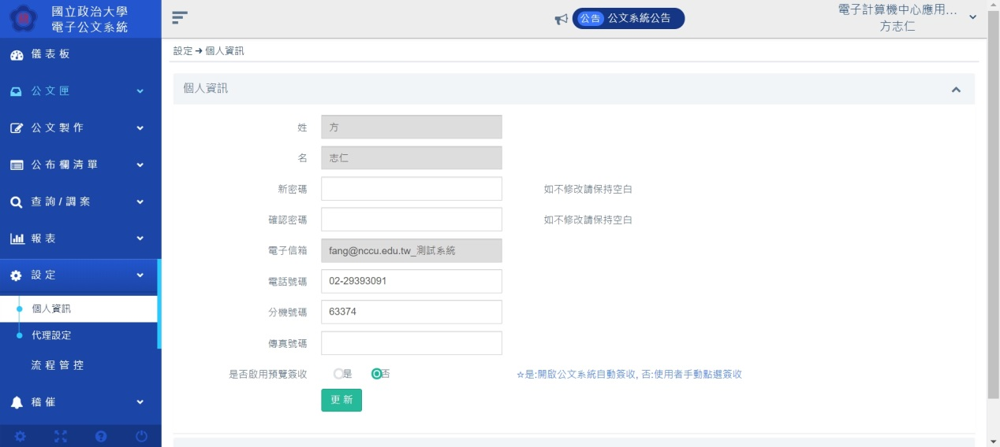 國立政治大學
電子公文系統
公告 公文系統公告
電子計算機中心應用...
方志仁
儀表板
公文匣
公文製作
公布欄清單
查詢/調案
報表
設定
個人資訊
代理設定
流程管控
稽催
設定➔個人資訊
個人資訊
姓 方
名 志仁
新密碼 如不修改請保持空白
確認密碼 如不修改請保持空白
電子信箱 fang@nccu.edu.tw_測試系統
電話號碼 02-29393091
分機號碼 63374
傳真號碼
是否啟用預覽簽收 是 否 ☆是:開啟公文系統自動簽收, 否:使用者手動點選簽收
更新